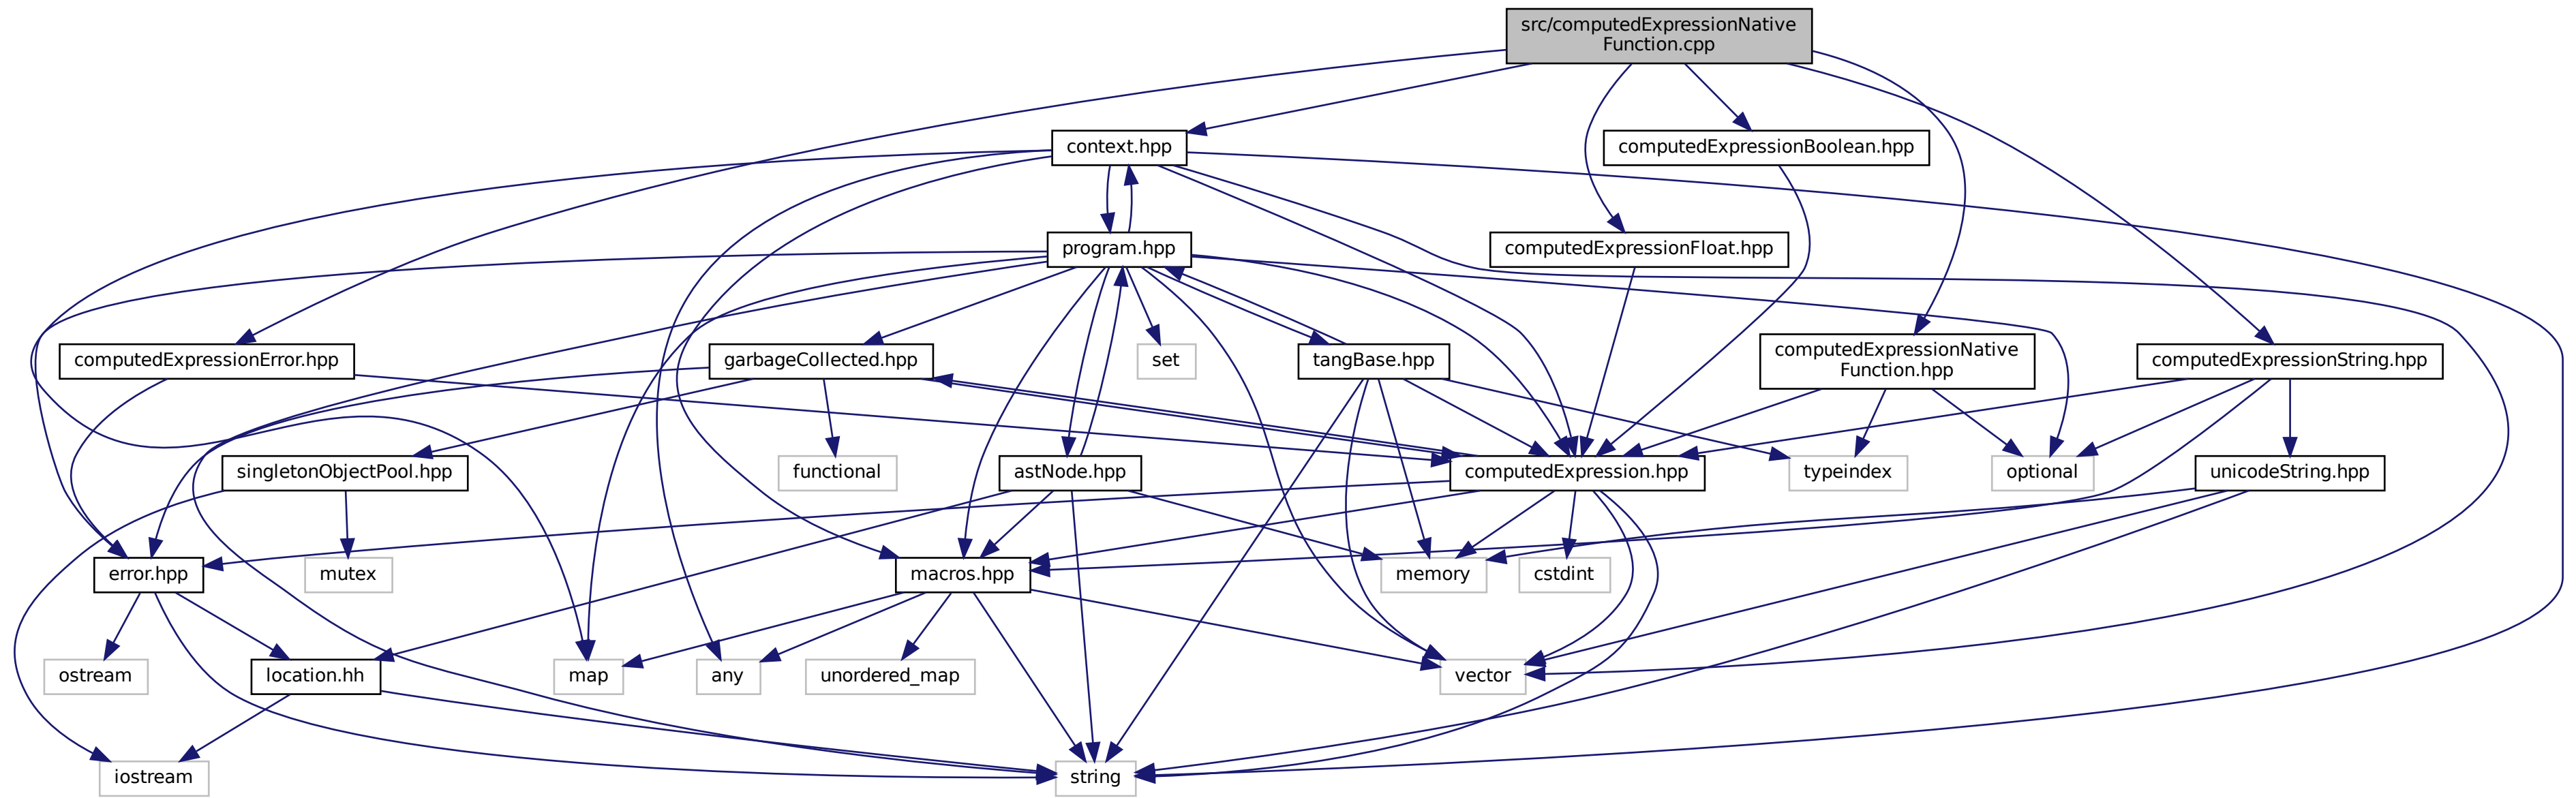 src/computedExpressionNative
Function.cpp
context.hpp
computedExpressionBoolean.hpp
program.hpp
computedExpressionFloat.hpp
computedExpressionError.hpp
garbageCollected.hpp
set
tangBase.hpp
computedExpressionNative
Function.hpp
computedExpressionString.hpp
singletonObjectPool.hpp
functional
astNode.hpp
computedExpression.hpp
typeindex
optional
unicodeString.hpp
error.hpp
mutex
macros.hpp
memory
cstdint
ostream
location.hh
map
any
unordered_map
vector
iostream
string